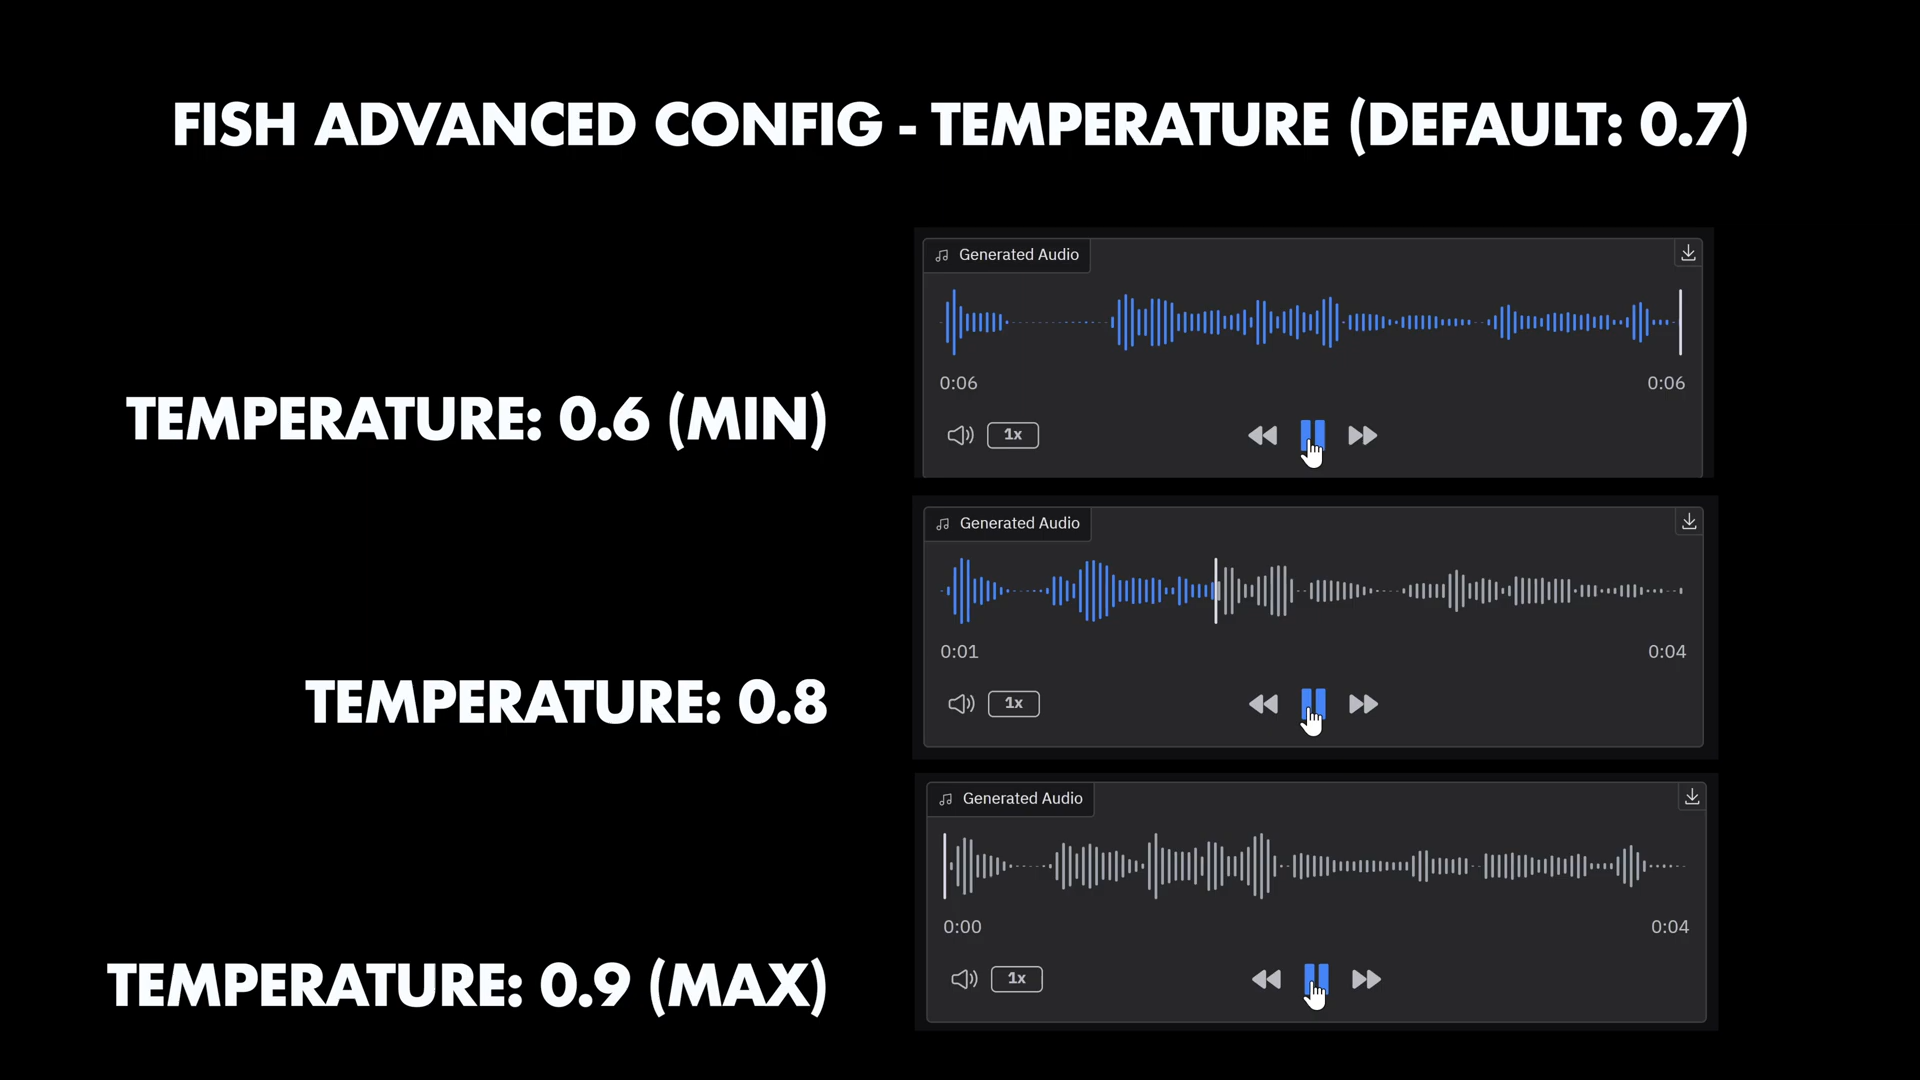 FISH ADVANCED CONFIG - TEMPERATURE (DEFAULT: 0.7)
TEMPERATURE: 0.6 (MIN)
Generated Audio
0:06
0:06
1x
TEMPERATURE: 0.8
Generated Audio
0:01
0:04
1x
TEMPERATURE: 0.9 (MAX)
Generated Audio
0:00
0:04
1x